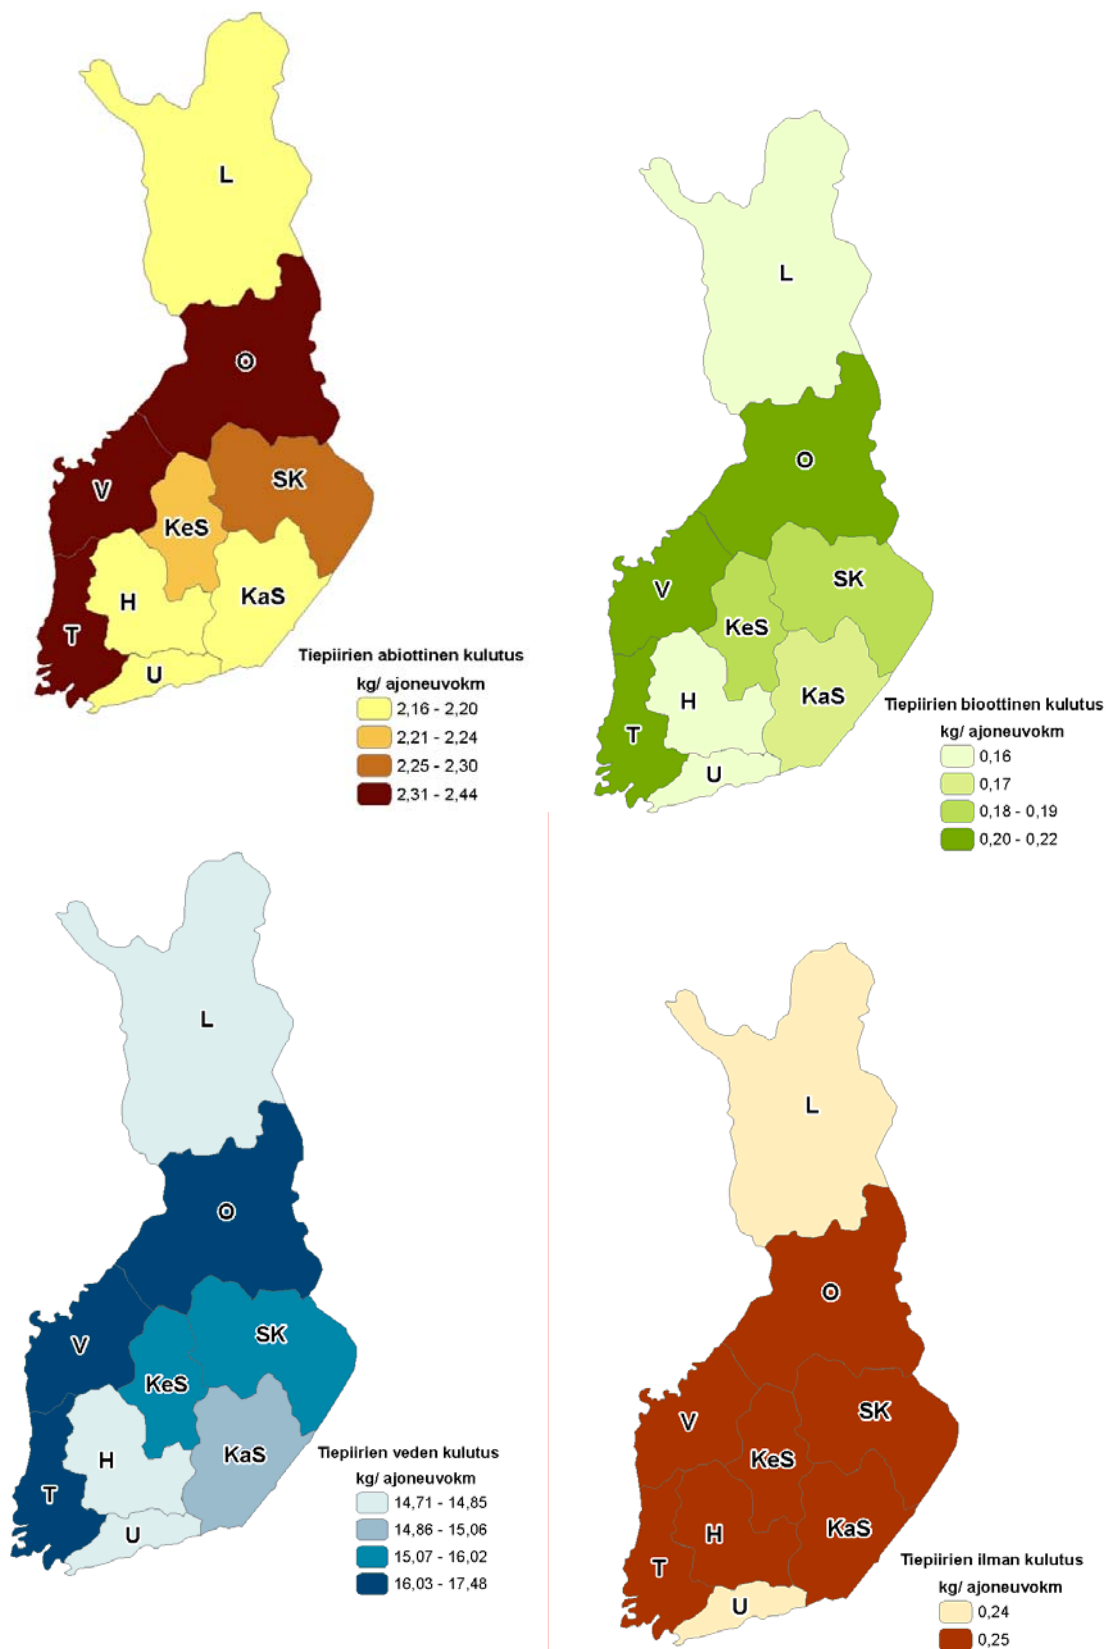 L
O
V
SK
KeS
H
KaS
T
U
Tiepiirien abiottinen kulutus
kg/ ajoneuvokm
2,16 - 2,20
2,21 - 2,24
2,25 - 2,30
2,31 - 2,44
L
O
V
SK
KeS
H
KaS
T
U
Tiepiirien bioottinen kulutus
kg/ ajoneuvokm
0,16
0,17
0,18 - 0,19
0,20 - 0,22
L
O
V
SK
KeS
H
KaS
T
U
Tiepiirien veden kulutus
kg/ ajoneuvokm
14,71 - 14,85
14,86 - 15,06
15,07 - 16,02
16,03 - 17,48
L
O
V
SK
KeS
H
KaS
T
U
Tiepiirien ilman kulutus
kg/ ajoneuvokm
0,24
0,25